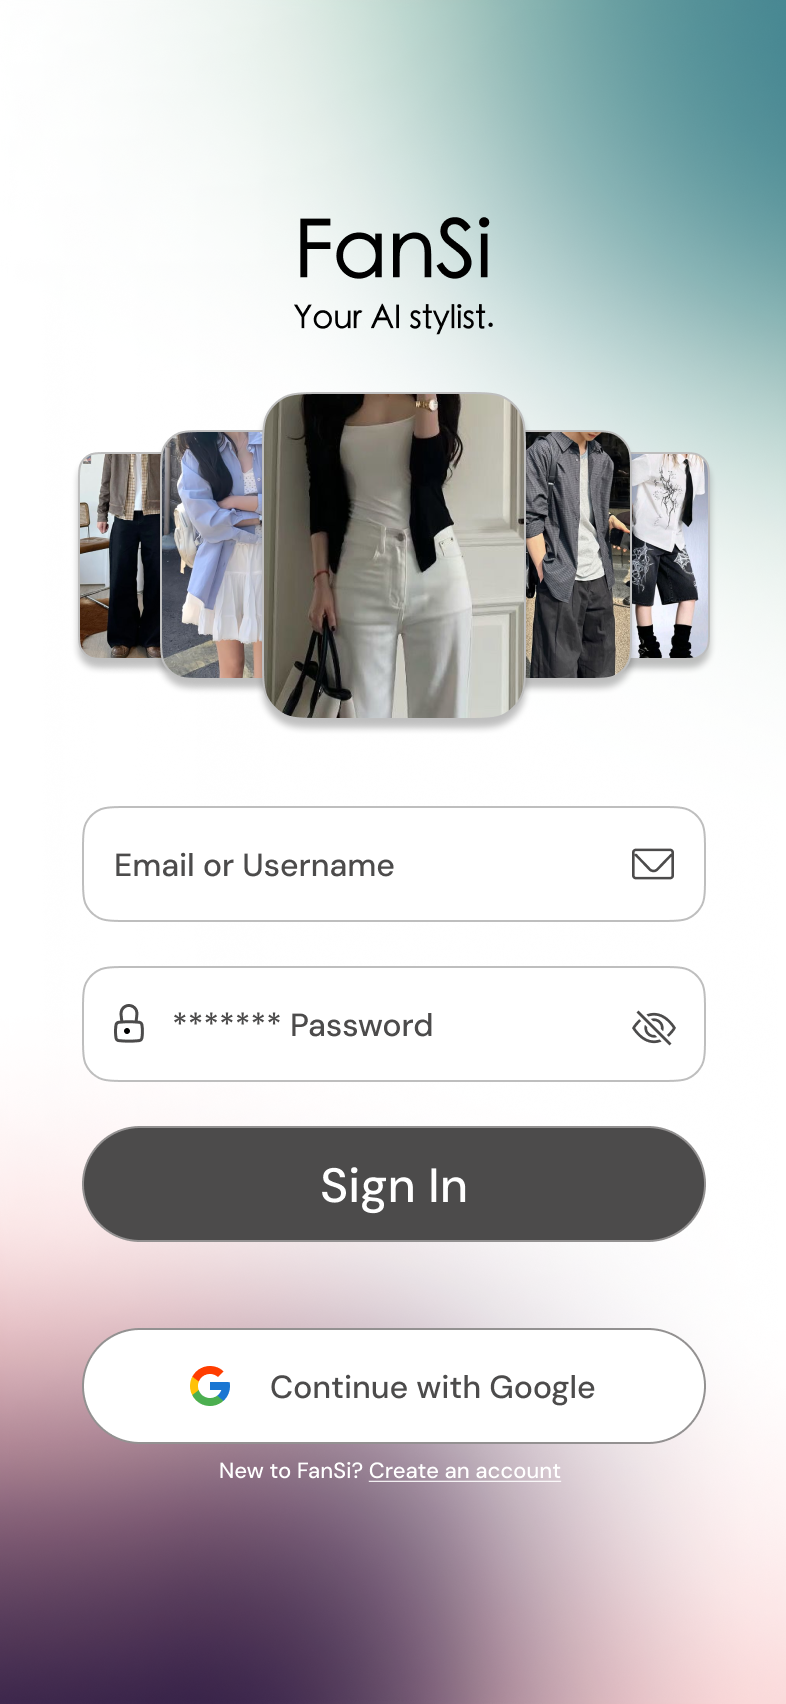 FanSi
Your AI stylist.
Email or Username
******* Password
Sign In
Continue with Google
New to FanSi? Create an account